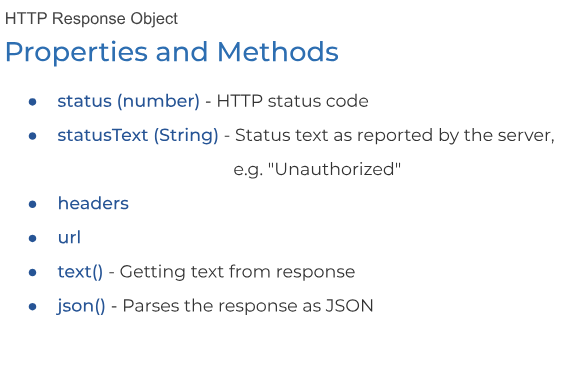 HTTP Response Object
Properties and Methods
● status (number) - HTTP status code
● statusText (String) - Status text as reported by the server,
e.g. "Unauthorized"
● headers
● url
● text() - Getting text from response
● json() - Parses the response as JSON